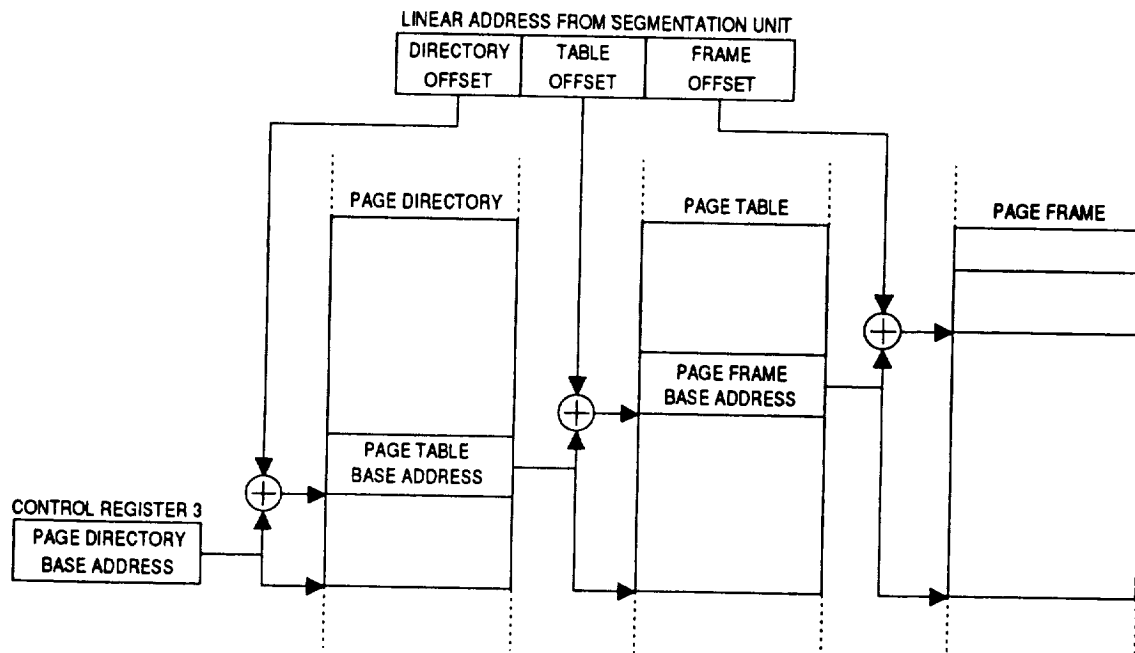 LINEAR ADDRESS FROM SEGMENTATION UNIT
DIRECTORY
OFFSET
TABLE
OFFSET
FRAME
OFFSET
PAGE DIRECTORY
PAGE TABLE
PAGE FRAME
PAGE FRAME
BASE ADDRESS
PAGE TABLE
BASE ADDRESS
CONTROL REGISTER 3
PAGE DIRECTORY
BASE ADDRESS